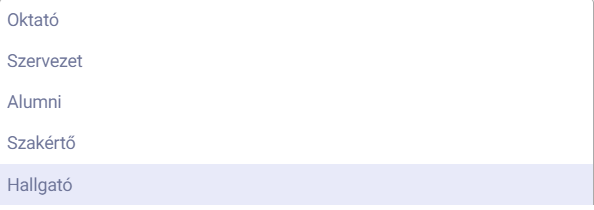 Oktató
Szervezet
Alumni
Szakértő
Hallgató